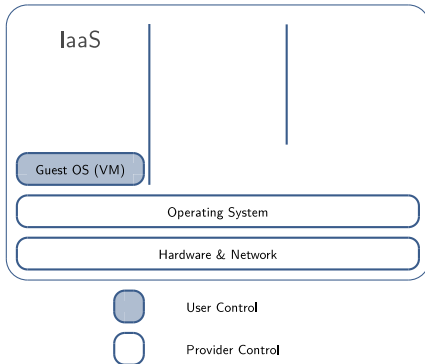 IaaS
Guest OS (VM)
Operating System
Hardware & Network
User Control
Provider Control